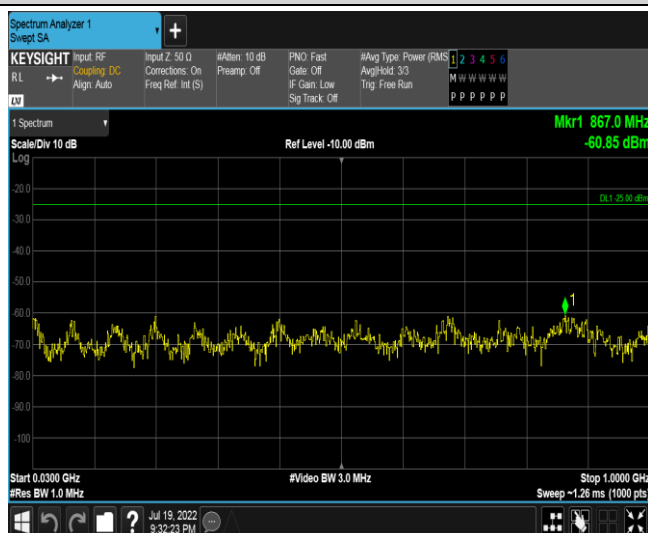 Spectrum Analyzer 1
Swept SA
+
KEYSIGHT
RL
LXI
Input: RF
Coupling: DC
Align: Auto
Input Z: 50 Ω
Corrections: On
Freq Ref: Int (S)
#Atten: 10 dB
Preamp: Off
PNO: Fast
Gate: Off
IF Gain: Low
Sig Track: Off
#Avg Type: Power (RMS
Avg|Hold: 3/3
Trig: Free Run
1 2 3 4 5 6
M W W W W W
P P P P P P
1 Spectrum
Scale/Div 10 dB
Ref Level -10.00 dBm
Mkr1 867.0 MHz
-60.85 dBm
Log
-20.0
DL1 -25.00 dBm
-30.0
-40.0
-50.0
-60.0
1
-70.0
-80.0
-90.0
-100
Start 0.0300 GHz
#Video BW 3.0 MHz
Stop 1.0000 GHz
#Res BW 1.0 MHz
Sweep ~1.26 ms (1000 pts)
?
Jul 19, 2022
9:32:23 PM